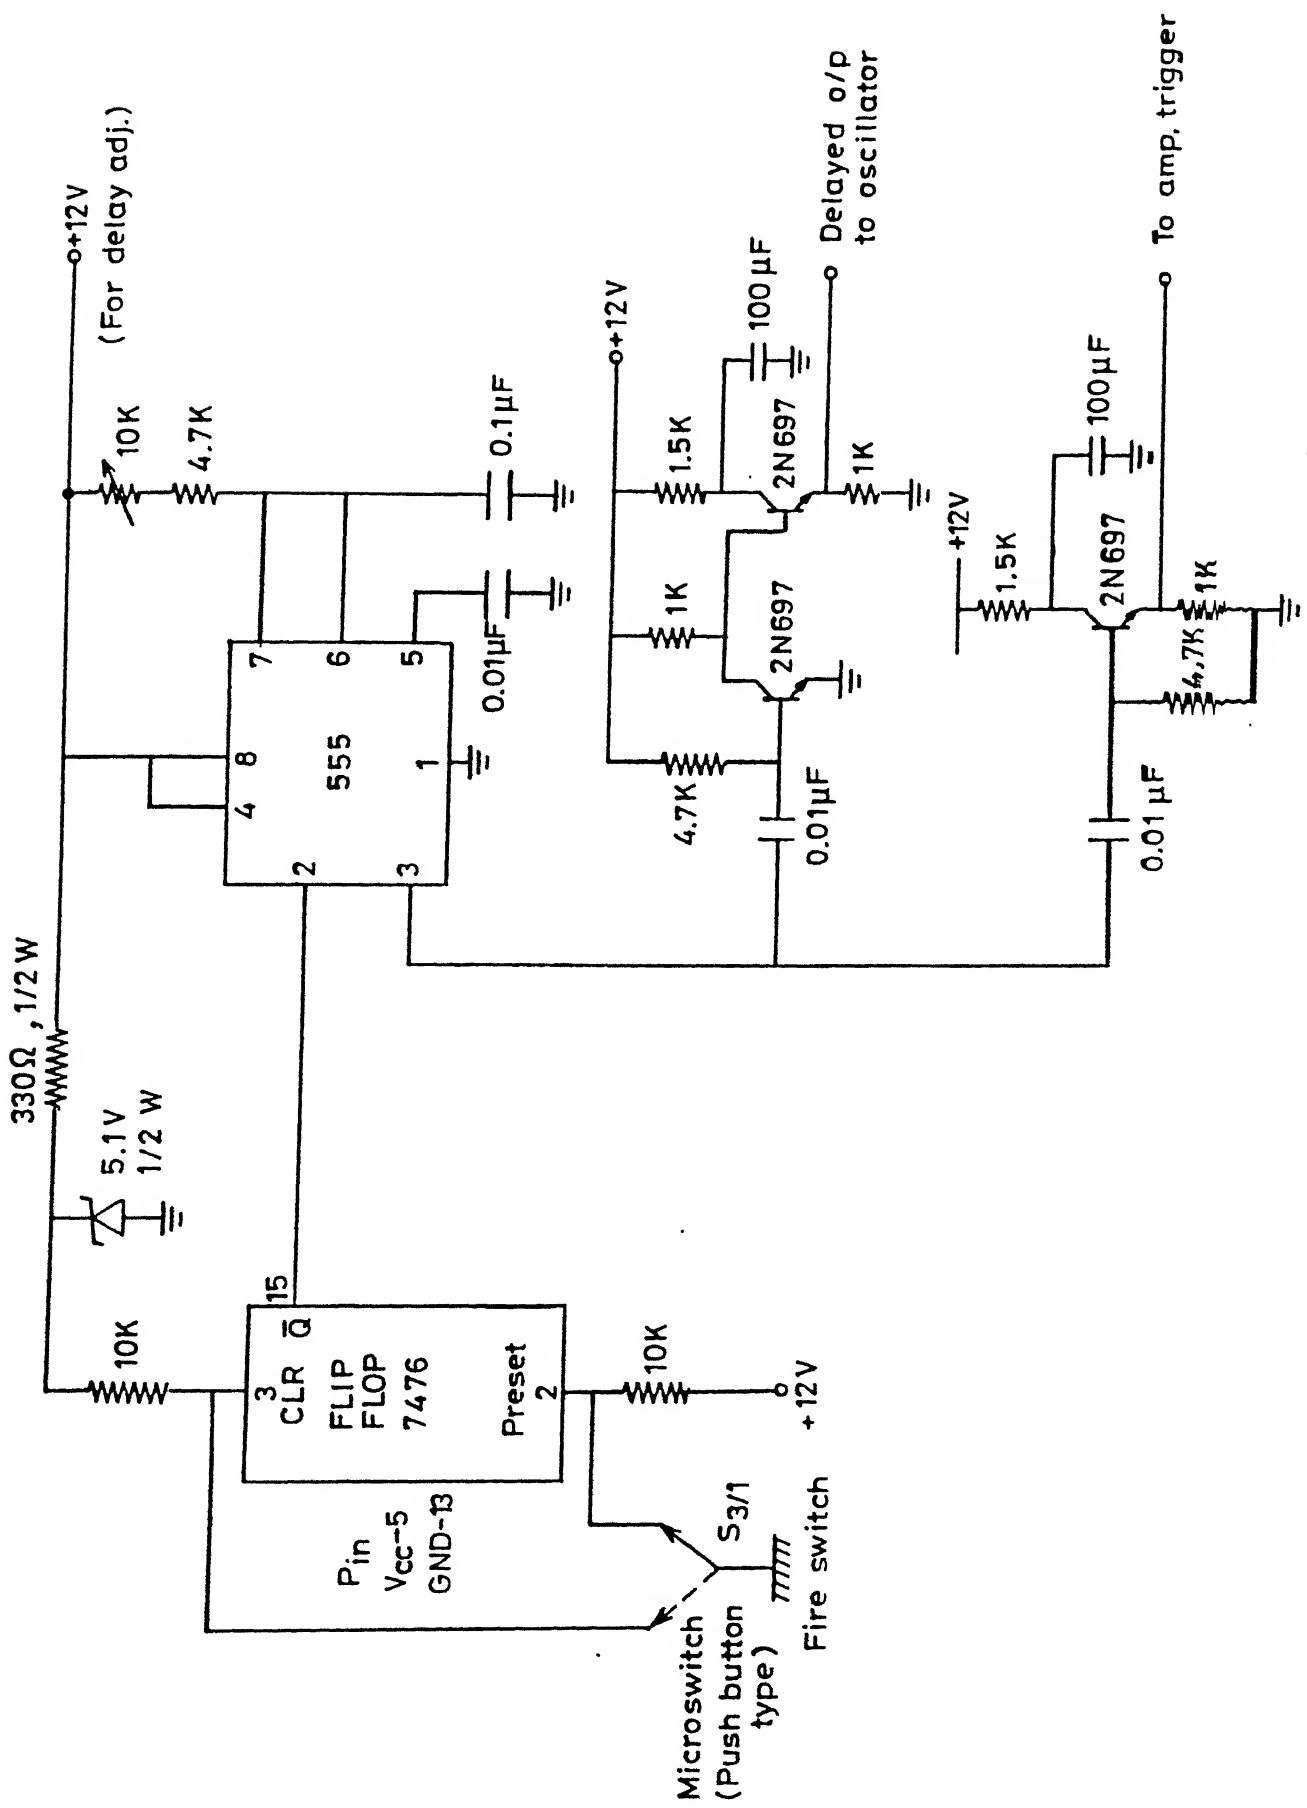 330Ω, 1/2 W
+12V
(For delay adj.)
5.1V
1/2 W
10K
10K
4.7K
0.1µF
0.01µF
7
6
5
8
4
555
1
2
3
15
Q̅
3
CLR
FLIP
FLOP
7476
Preset
2
10K
+12V
Pin
Vcc-5
GND-13
S3/1
Microswitch
(Push button
type)
Fire switch
+12V
4.7K
1K
1.5K
100µF
2N697
2N697
0.01µF
1K
Delayed o/p
to oscillator
+12V
1.5K
100µF
2N697
1K
4.7K
0.01µF
To amp, trigger